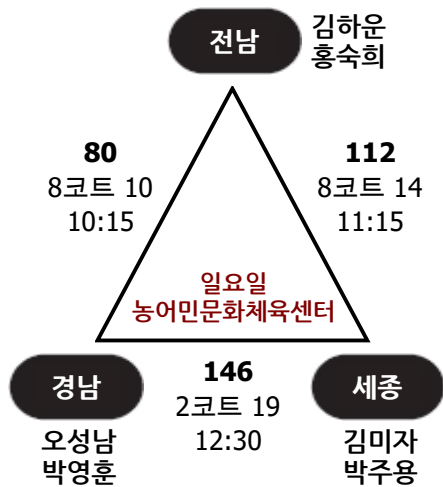 전남
김하운
홍숙희
80
8코트 10
10:15
112
8코트 14
11:15
일요일
농어민문화체육센터
경남
오성남
박영훈
146
2코트 19
12:30
세종
김미자
박주용